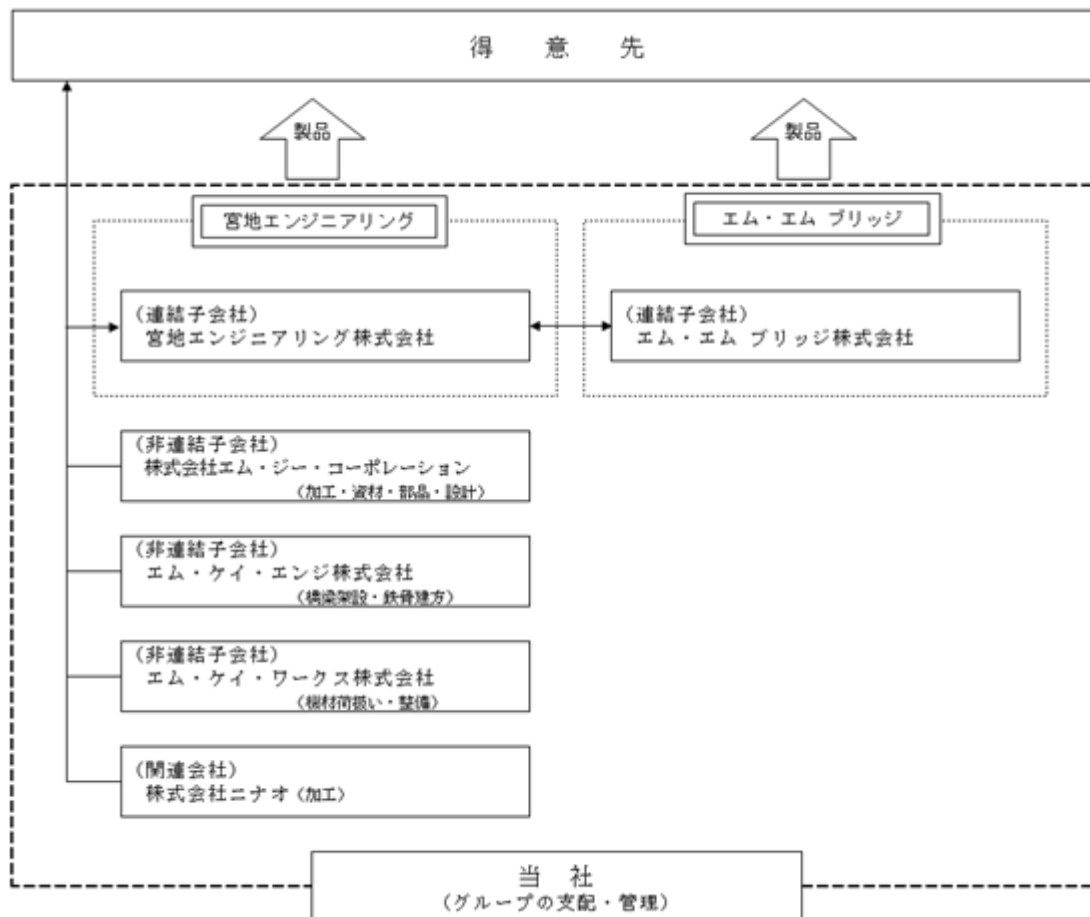 得 意 先
製品
製品
宮地エンジニアリング
エム・エム ブリッジ
(連結子会社)
宮地エンジニアリング株式会社
(連結子会社)
エム・エム ブリッジ株式会社
(非連結子会社)
株式会社エム・ジー・コーポレーション
(加工・資材・部品・設計)
(非連結子会社)
エム・ケイ・エンジ株式会社
(橋梁架設・鉄骨建方)
(非連結子会社)
エム・ケイ・ワークス株式会社
(機材荷扱い・整備)
(関連会社)
株式会社ニナオ(加工)
当 社
(グループの支配・管理)